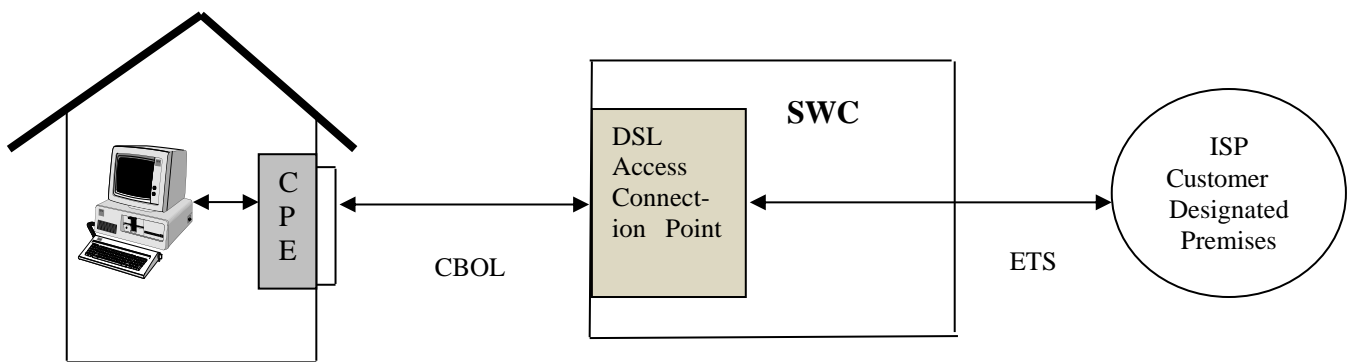 C
P
E
CBOL
DSL
Access
Connect-
ion Point
SWC
ETS
ISP
Customer
Designated
Premises